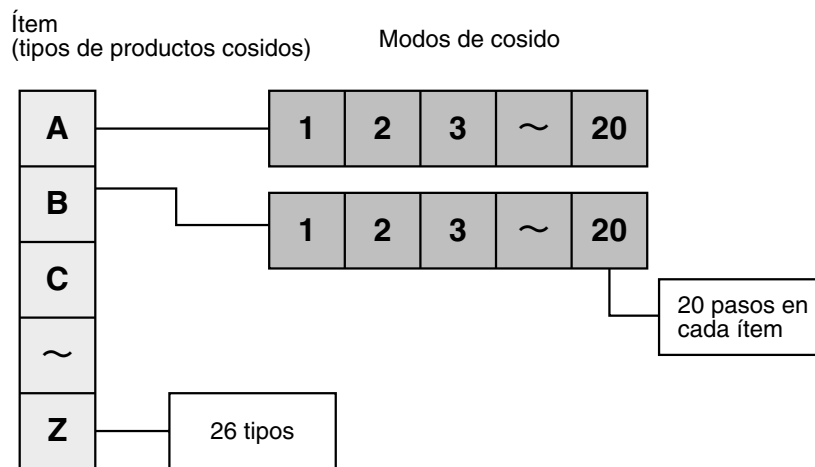 Ítem
(tipos de productos cosidos)
Modos de cosido
A
1 2 3 ～ 20
B
1 2 3 ～ 20
C
20 pasos en
cada ítem
～
Z
26 tipos